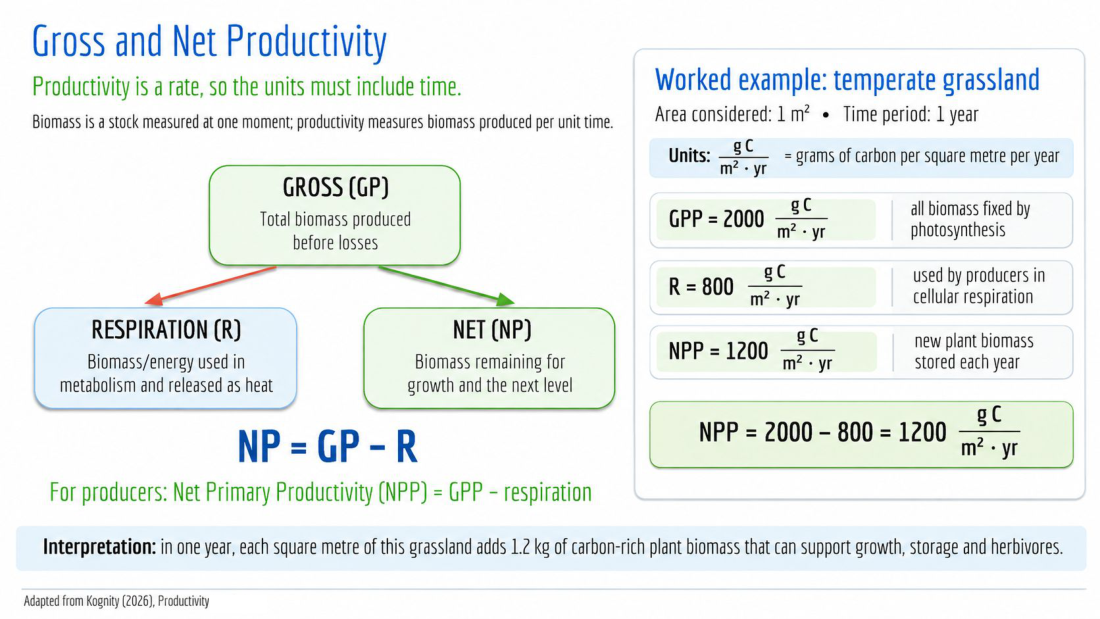 Gross and Net Productivity
Productivity is a rate, so the units must include time.
Biomass is a stock measured at one moment; productivity measures biomass produced per unit time.
GROSS (GP)
Total biomass produced
before losses
RESPIRATION (R)
Biomass/energy used in
metabolism and released as heat
NET (NP)
Biomass remaining for
growth and the next level
NP = GP – R
For producers: Net Primary Productivity (NPP) = GPP – respiration
Worked example: temperate grassland
Area considered: 1 m² • Time period: 1 year
Units: g C / m² · yr = grams of carbon per square metre per year
GPP = 2000 g C / m² · yr
all biomass fixed by
photosynthesis
R = 800 g C / m² · yr
used by producers in
cellular respiration
NPP = 1200 g C / m² · yr
new plant biomass
stored each year
NPP = 2000 – 800 = 1200 g C / m² · yr
Interpretation: in one year, each square metre of this grassland adds 1.2 kg of carbon-rich plant biomass that can support growth, storage and herbivores.
Adapted from Kognity (2026), Productivity